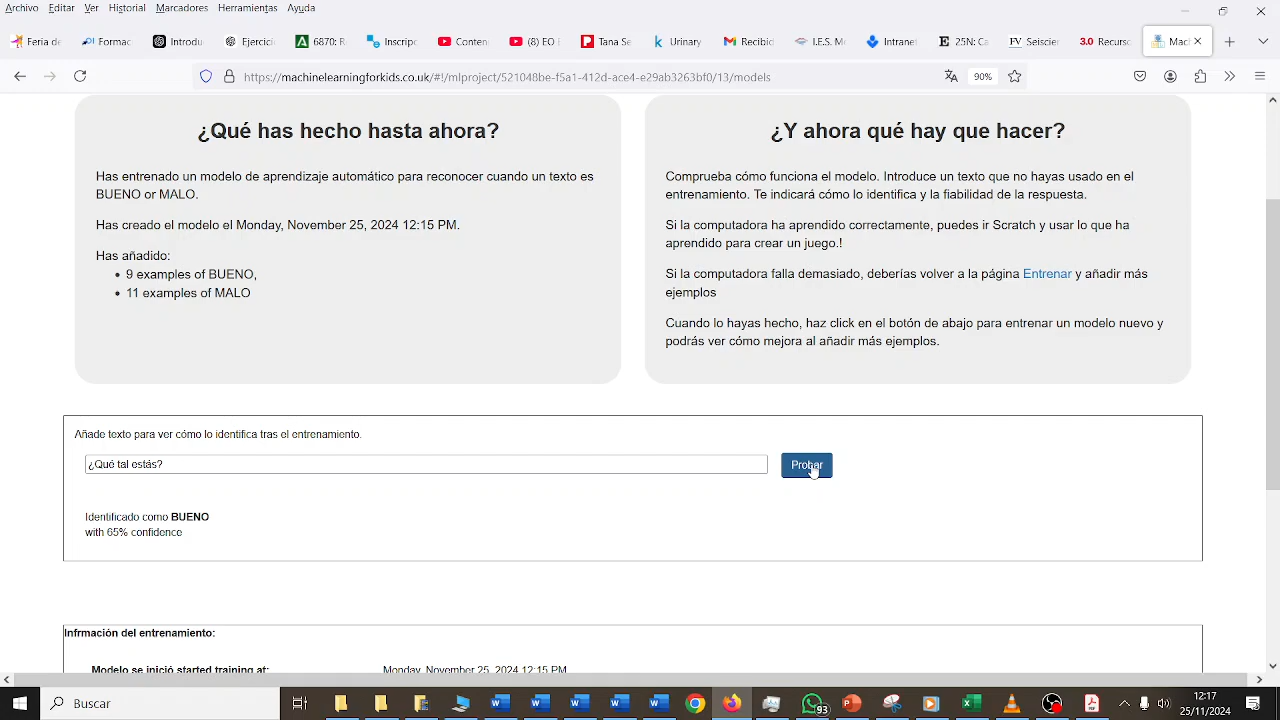 Archivo Editar Ver Historial Marcadores Herramientas Ayuda
Feria de
Formac
Introdu
Ejercici
6870: R
Inscripc
Conten
(8) FO I
Tana Se
Urinary
Recibid
I.E.S. Mo
Intranet
25N: Ca
Seiscier
3.0 Recurso
Mach
https://machinelearningforkids.co.uk/#!/mlproject/521048be-f5a1-412d-ace4-e29ab3263bf0/13/models
90%
¿Qué has hecho hasta ahora?
Has entrenado un modelo de aprendizaje automático para reconocer cuando un texto es
BUENO or MALO.
Has creado el modelo el Monday, November 25, 2024 12:15 PM.
Has añadido:
9 examples of BUENO,
11 examples of MALO
¿Y ahora qué hay que hacer?
Comprueba cómo funciona el modelo. Introduce un texto que no hayas usado en el
entrenamiento. Te indicará cómo lo identifica y la fiabilidad de la respuesta.
Si la computadora ha aprendido correctamente, puedes ir Scratch y usar lo que ha
aprendido para crear un juego.!
Si la computadora falla demasiado, deberías volver a la página Entrenar y añadir más
ejemplos
Cuando lo hayas hecho, haz click en el botón de abajo para entrenar un modelo nuevo y
podrás ver cómo mejora al añadir más ejemplos.
Añade texto para ver cómo lo identifica tras el entrenamiento.
¿Qué tal estás?
Probar
Identificado como BUENO
with 65% confidence
Infrmación del entrenamiento:
Modelo se inició started training at: Monday, November 25, 2024 12:15 PM
Buscar
93
12:17
25/11/2024